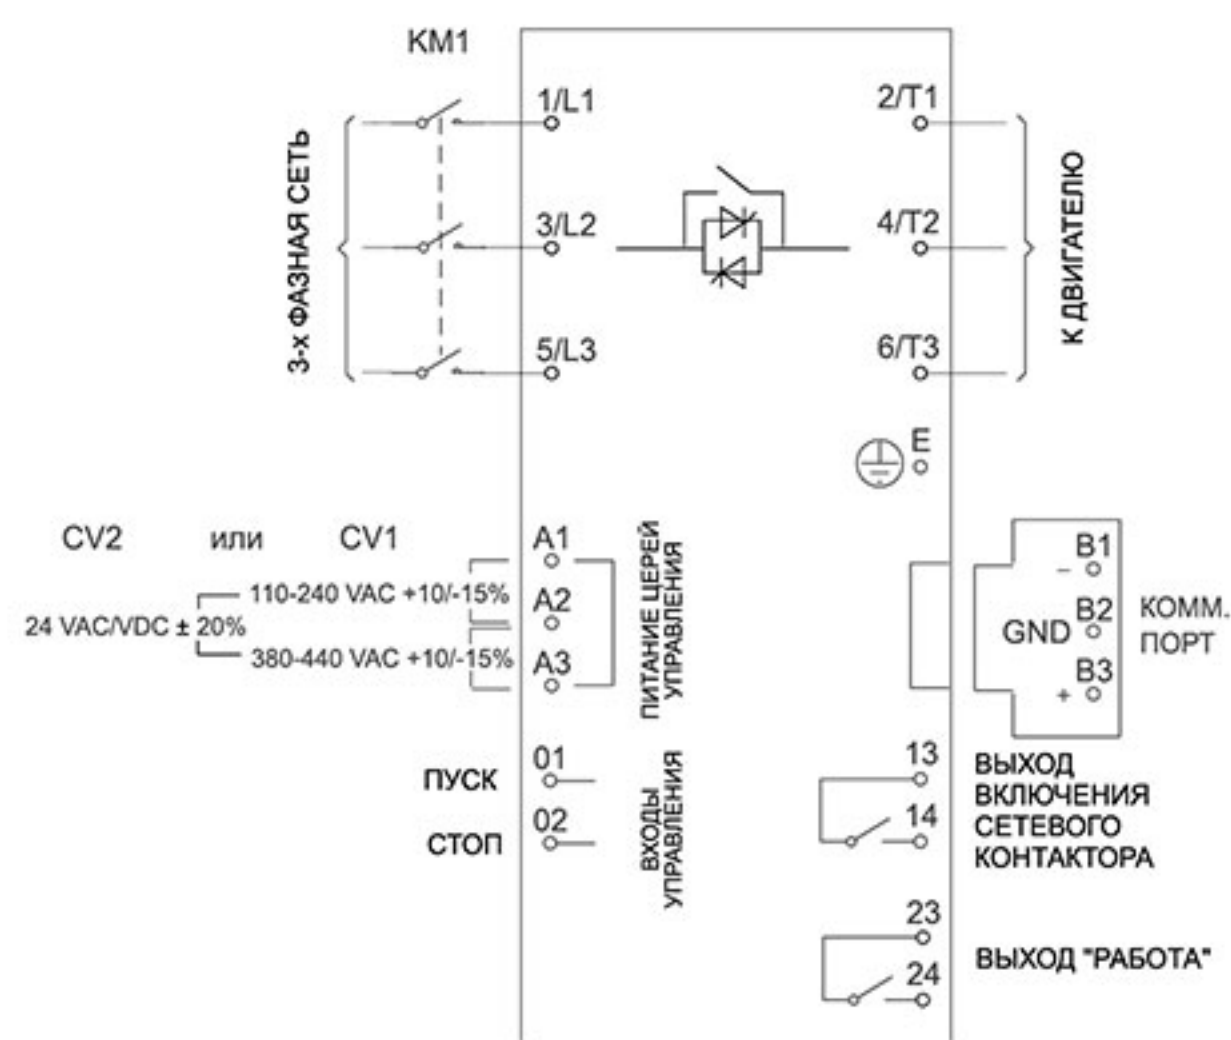 KM1
1/L1
2/T1
3-х ФАЗНАЯ СЕТЬ
3/L2
4/T2
К ДВИГАТЕЛЮ
5/L3
6/T3
E
CV2
или
CV1
A1
110-240 VAC +10/-15%
A2
24 VAC/VDC ± 20%
380-440 VAC +10/-15%
A3
ПИТАНИЕ ЦЕРЕЙ
УПРАВЛЕНИЯ
B1
–
GND
B2
B3
+
КОММ.
ПОРТ
ПУСК
01
СТОП
02
ВХОДЫ
УПРАВЛЕНИЯ
13
14
ВЫХОД
ВКЛЮЧЕНИЯ
СЕТЕВОГО
КОНТАКТОРА
23
24
ВЫХОД "РАБОТА"